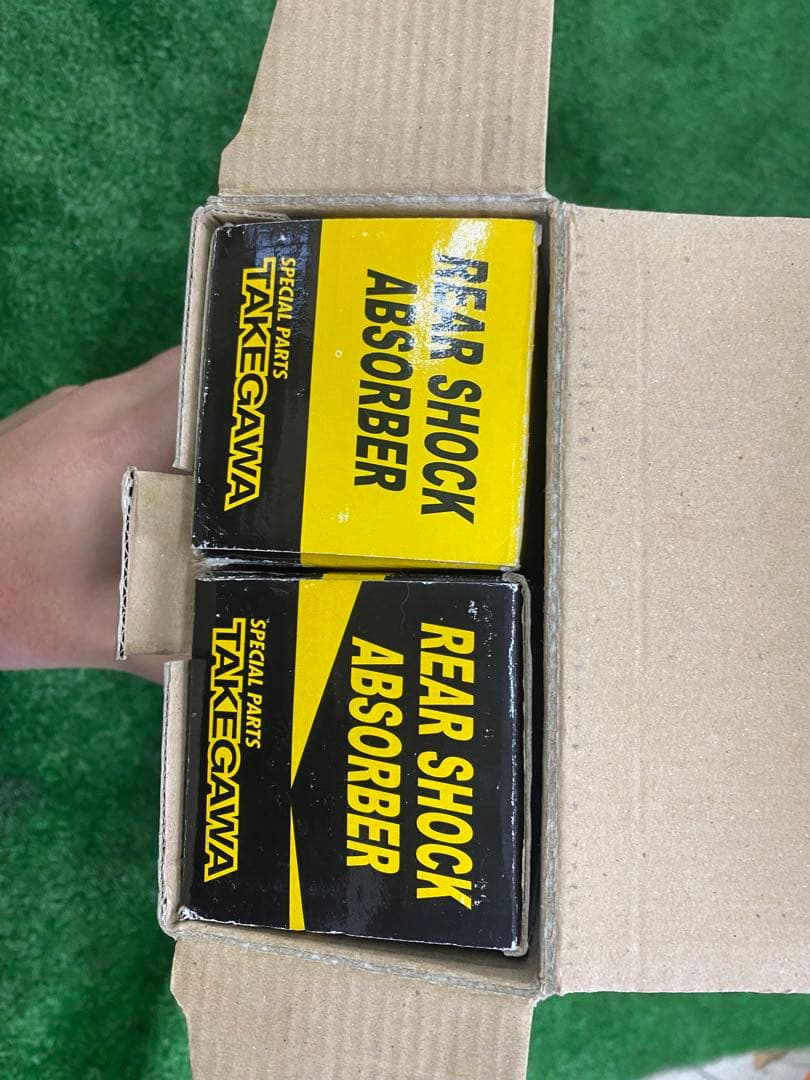 REAR SHOCK
ABSORBER
SPECIAL PARTS
TAKEGAWA
REAR SHOCK
ABSORBER
SPECIAL PARTS
TAKEGAWA